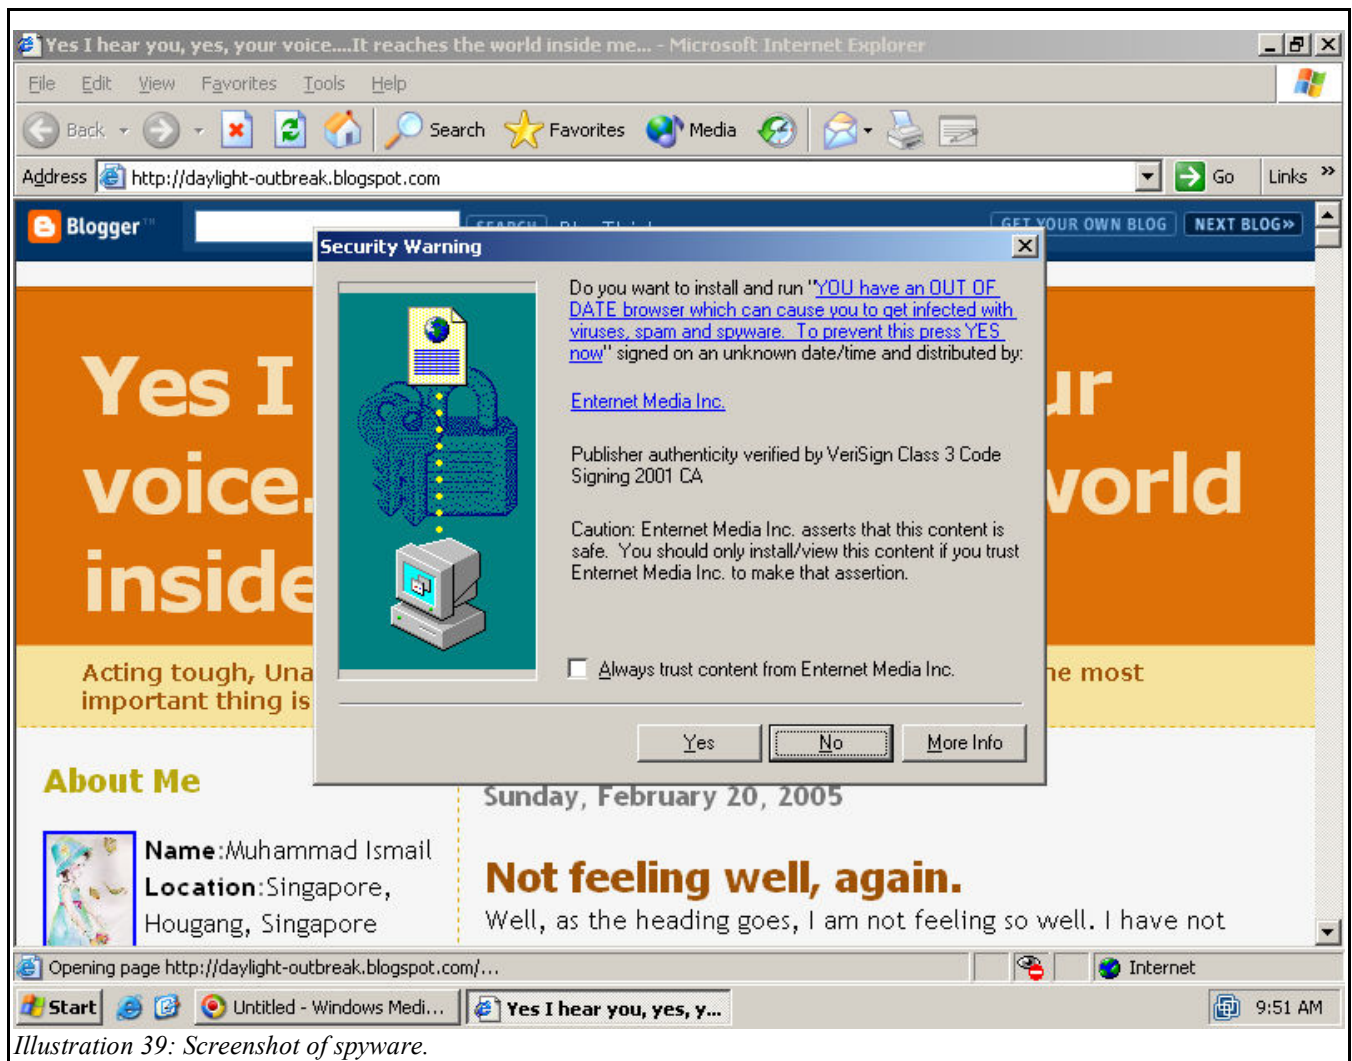 Yes I hear you, yes, your voice....It reaches the world inside me... - Microsoft Internet Explorer
File Edit View Favorites Tools Help
Back Search Favorites Media
Address http://daylight-outbreak.blogspot.com Go Links »
Blogger™ SEARCH GET YOUR OWN BLOG NEXT BLOG»
Security Warning
Do you want to install and run "YOU have an OUT OF
DATE browser which can cause you to get infected with
viruses, spam and spyware. To prevent this press YES
now" signed on an unknown date/time and distributed by:
Enternet Media Inc.
Publisher authenticity verified by VeriSign Class 3 Code
Signing 2001 CA
Caution: Enternet Media Inc. asserts that this content is
safe. You should only install/view this content if you trust
Enternet Media Inc. to make that assertion.
Always trust content from Enternet Media Inc.
Yes No More Info
Yes I ur
voice. world
inside
Acting tough, Una he most
important thing is
About Me
Name:Muhammad Ismail
Location:Singapore,
Hougang, Singapore
Sunday, February 20, 2005
Not feeling well, again.
Well, as the heading goes, I am not feeling so well. I have not
Opening page http://daylight-outbreak.blogspot.com/... Internet
Start Untitled - Windows Medi... Yes I hear you, yes, y... 9:51 AM
Illustration 39: Screenshot of spyware.